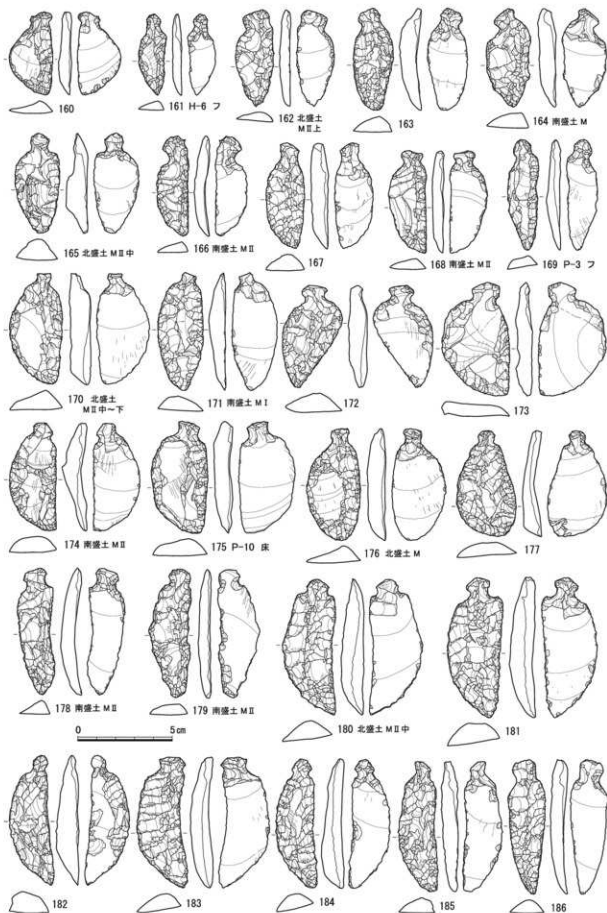 160
161 H-6 フ
162 北盛土
MⅡ上
163
164 南盛土 M
165 北盛土 MⅡ中
166 南盛土 MⅡ
167
168 南盛土 MⅡ
169 P-3 フ
170 北盛土
MⅡ中～下
171 南盛土 MⅠ
172
173
174 南盛土 MⅡ
175 P-10 床
176 北盛土 M
177
178 南盛土 MⅡ
179 南盛土 MⅡ
180 北盛土 MⅡ中
181
0 5cm
182
183
184
185
186